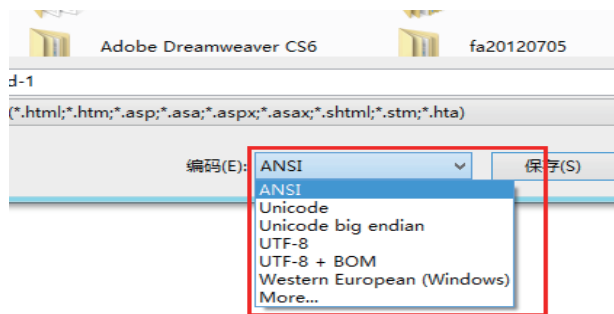 Adobe Dreamweaver CS6
fa20120705
d-1
(*.html;*.htm;*.asp;*.asa;*.aspx;*.asax;*.shtml;*.stm;*.hta)
编码(E): ANSI
保存(S)
ANSI
Unicode
Unicode big endian
UTF-8
UTF-8 + BOM
Western European (Windows)
More...